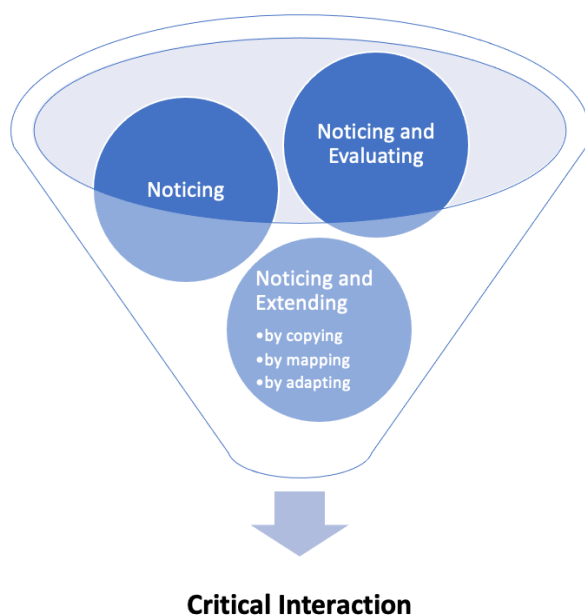 Noticing and
Evaluating
Noticing
Noticing and
Extending
•by copying
•by mapping
•by adapting
Critical Interaction